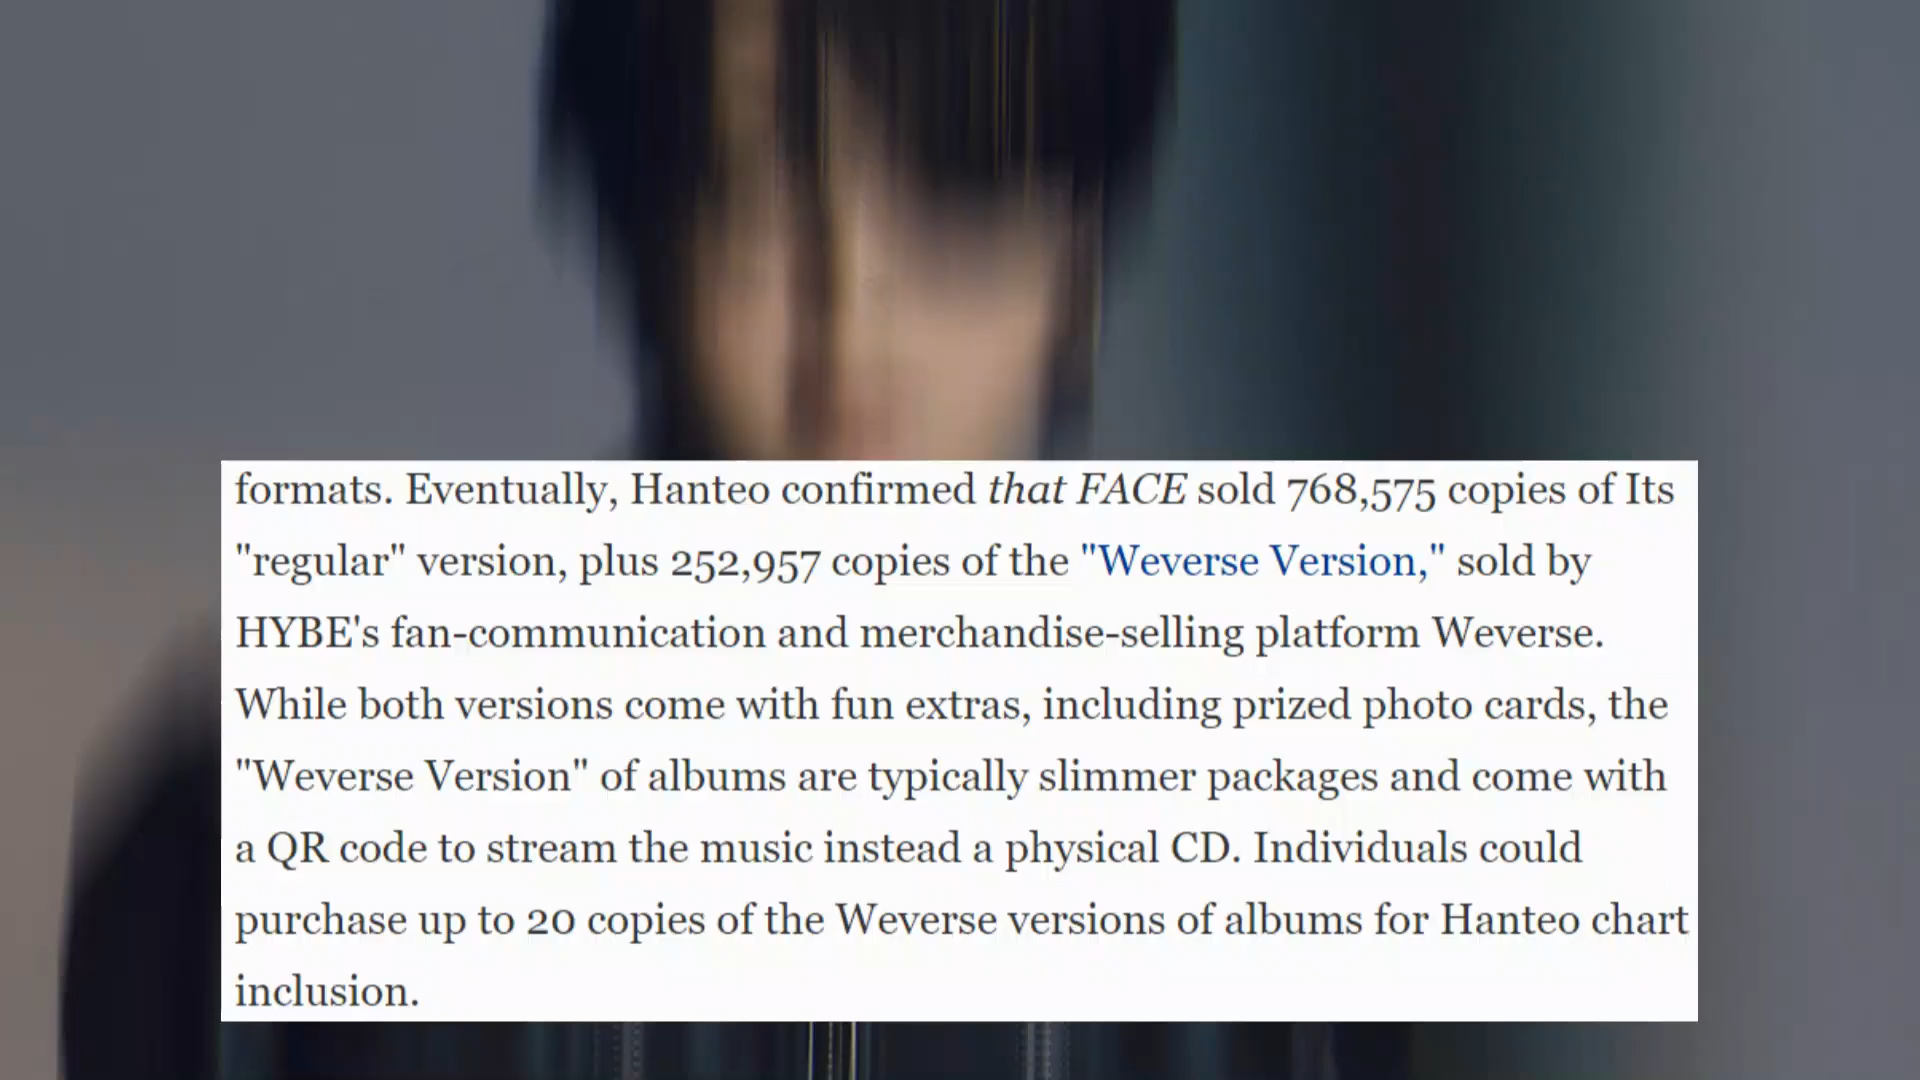 formats. Eventually, Hanteo confirmed that FACE sold 768,575 copies of Its
"regular" version, plus 252,957 copies of the "Weverse Version," sold by
HYBE's fan-communication and merchandise-selling platform Weverse.
While both versions come with fun extras, including prized photo cards, the
"Weverse Version" of albums are typically slimmer packages and come with
a QR code to stream the music instead a physical CD. Individuals could
purchase up to 20 copies of the Weverse versions of albums for Hanteo chart
inclusion.